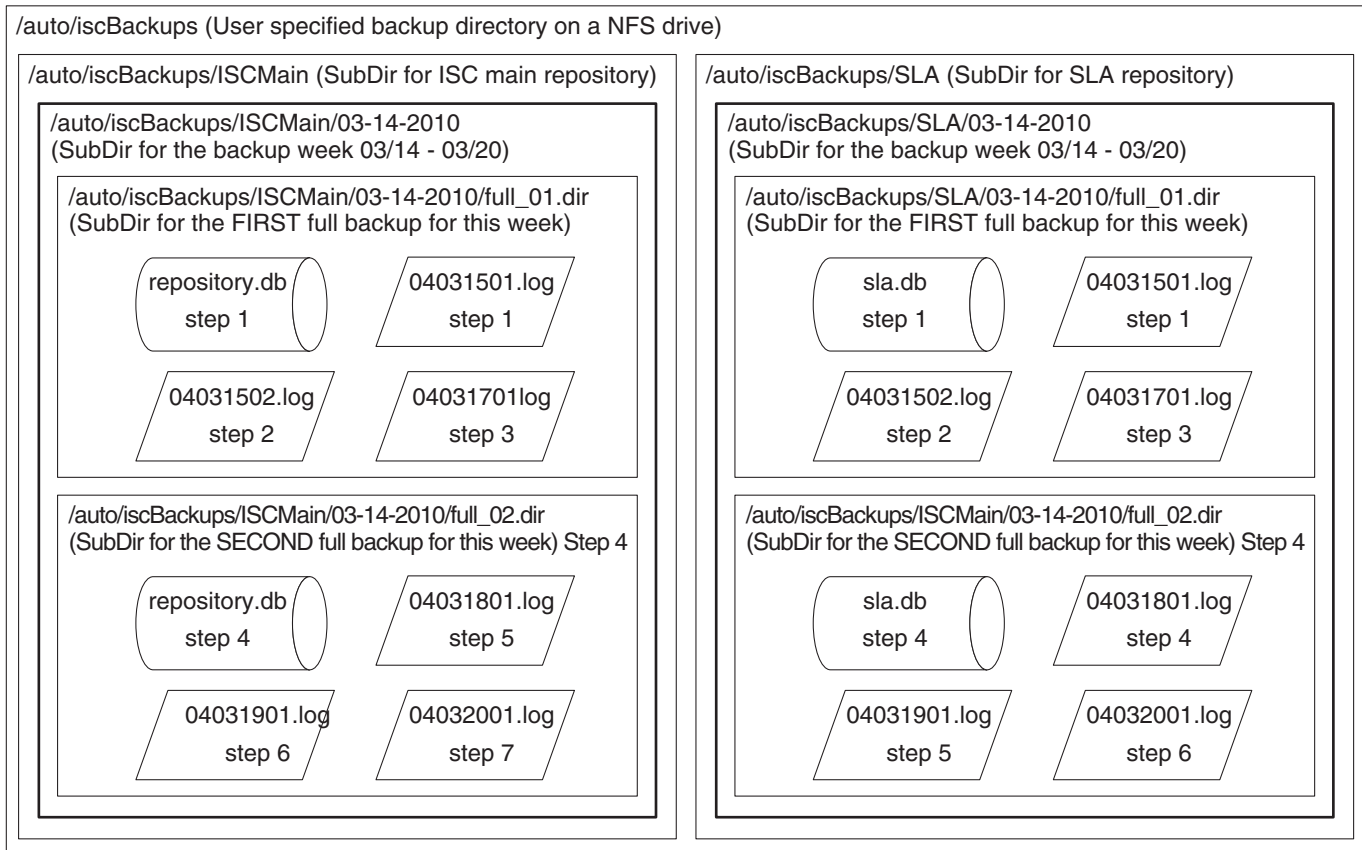 /auto/iscBackups (User specified backup directory on a NFS drive)
/auto/iscBackups/ISCMain (SubDir for ISC main repository)
/auto/iscBackups/ISCMain/03-14-2010
(SubDir for the backup week 03/14 - 03/20)
/auto/iscBackups/ISCMain/03-14-2010/full_01.dir
(SubDir for the FIRST full backup for this week)
repository.db
step 1
04031501.log
step 1
04031502.log
step 2
04031701log
step 3
/auto/iscBackups/ISCMain/03-14-2010/full_02.dir
(SubDir for the SECOND full backup for this week) Step 4
repository.db
step 4
04031801.log
step 5
04031901.log
step 6
04032001.log
step 7
/auto/iscBackups/SLA (SubDir for SLA repository)
/auto/iscBackups/SLA/03-14-2010
(SubDir for the backup week 03/14 - 03/20)
/auto/iscBackups/SLA/03-14-2010/full_01.dir
(SubDir for the FIRST full backup for this week)
sla.db
step 1
04031501.log
step 1
04031502.log
step 2
04031701.log
step 3
/auto/iscBackups/ISCMain/03-14-2010/full_02.dir
(SubDir for the SECOND full backup for this week) Step 4
sla.db
step 4
04031801.log
step 4
04031901.log
step 5
04032001.log
step 6